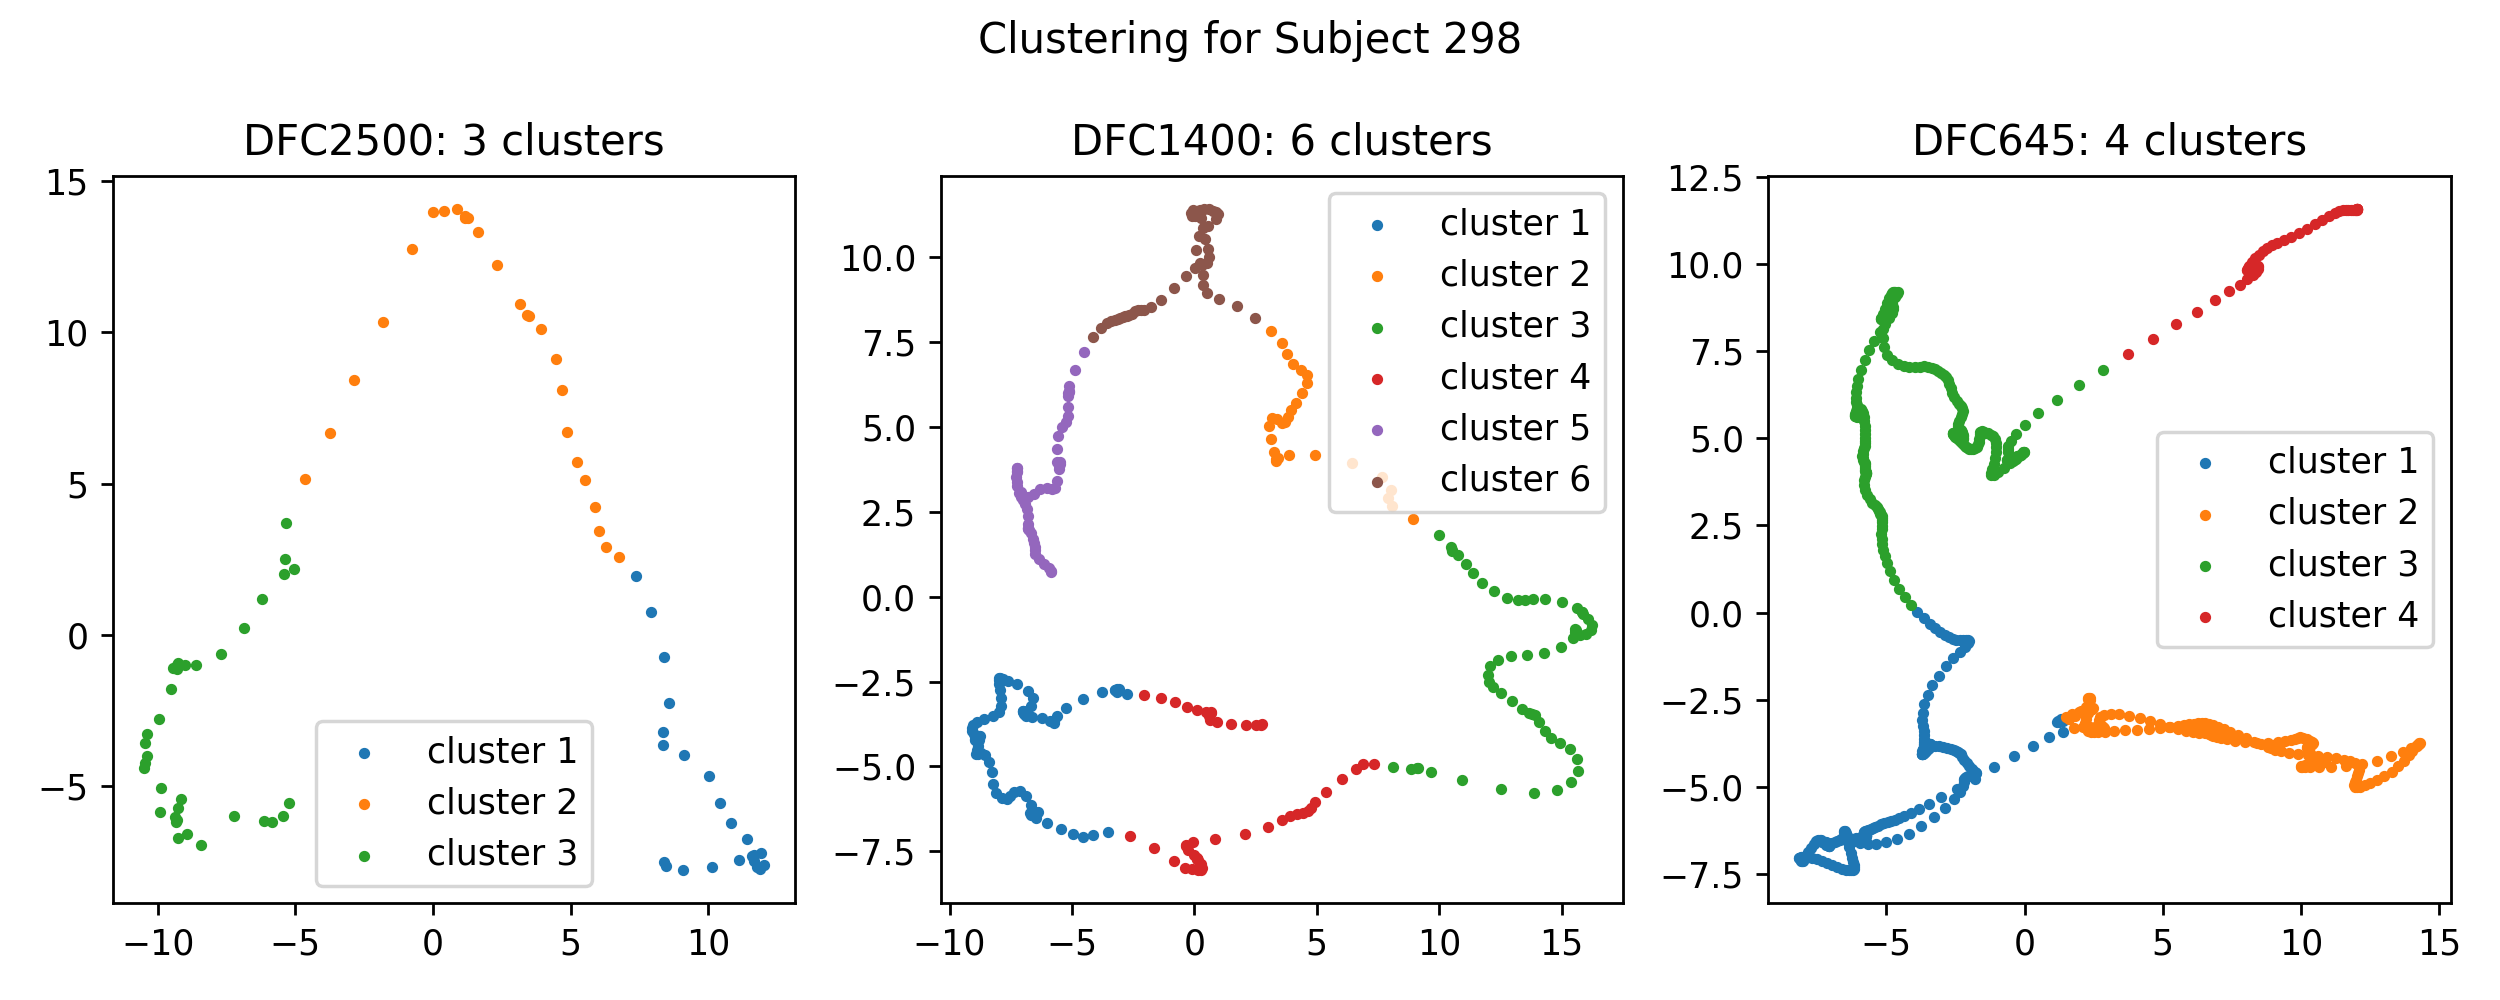 Clustering for Subject 298
DFC2500: 3 clusters
15
10
5
0
−5
−10
−5
0
5
10
cluster 1
cluster 2
cluster 3
DFC1400: 6 clusters
10.0
7.5
5.0
2.5
0.0
−2.5
−5.0
−7.5
−10
−5
0
5
10
15
cluster 1
cluster 2
cluster 3
cluster 4
cluster 5
cluster 6
DFC645: 4 clusters
12.5
10.0
7.5
5.0
2.5
0.0
−2.5
−5.0
−7.5
−5
0
5
10
15
cluster 1
cluster 2
cluster 3
cluster 4